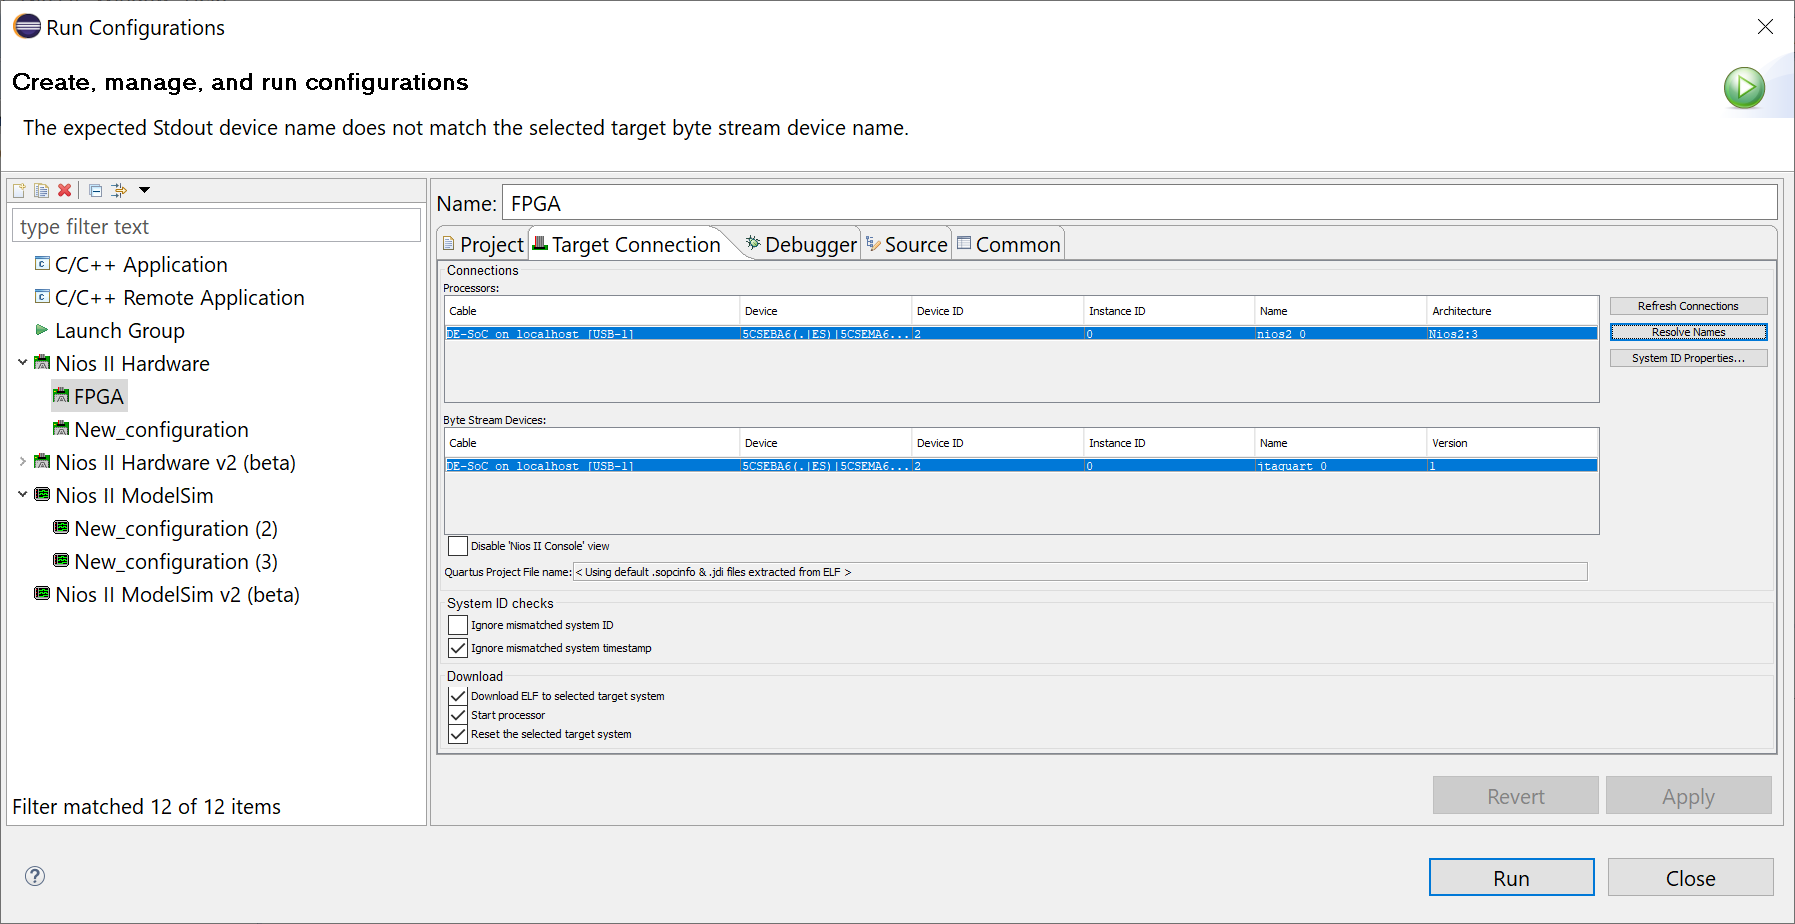 Run Configurations
Create, manage, and run configurations
The expected Stdout device name does not match the selected target byte stream device name.
type filter text
C/C++ Application
C/C++ Remote Application
Launch Group
Nios II Hardware
FPGA
New_configuration
Nios II Hardware v2 (beta)
Nios II ModelSim
New_configuration (2)
New_configuration (3)
Nios II ModelSim v2 (beta)
Filter matched 12 of 12 items
Name: FPGA
Project Target Connection Debugger Source Common
Connections
Processors:
Cable Device Device ID Instance ID Name Architecture
DE-SoC on localhost [USB-1] 5CSEBA6(.|ES)|5CSEMA6... 2 0 nios2_0 Nios2:3
Refresh Connections
Resolve Names
System ID Properties...
Byte Stream Devices:
Cable Device Device ID Instance ID Name Version
DE-SoC on localhost [USB-1] 5CSEBA6(.|ES)|5CSEMA6... 2 0 jtaguart_0 1
Disable 'Nios II Console' view
Quartus Project File name: < Using default .sopcinfo & .jdi files extracted from ELF >
System ID checks
Ignore mismatched system ID
Ignore mismatched system timestamp
Download
Download ELF to selected target system
Start processor
Reset the selected target system
Revert Apply
Run Close